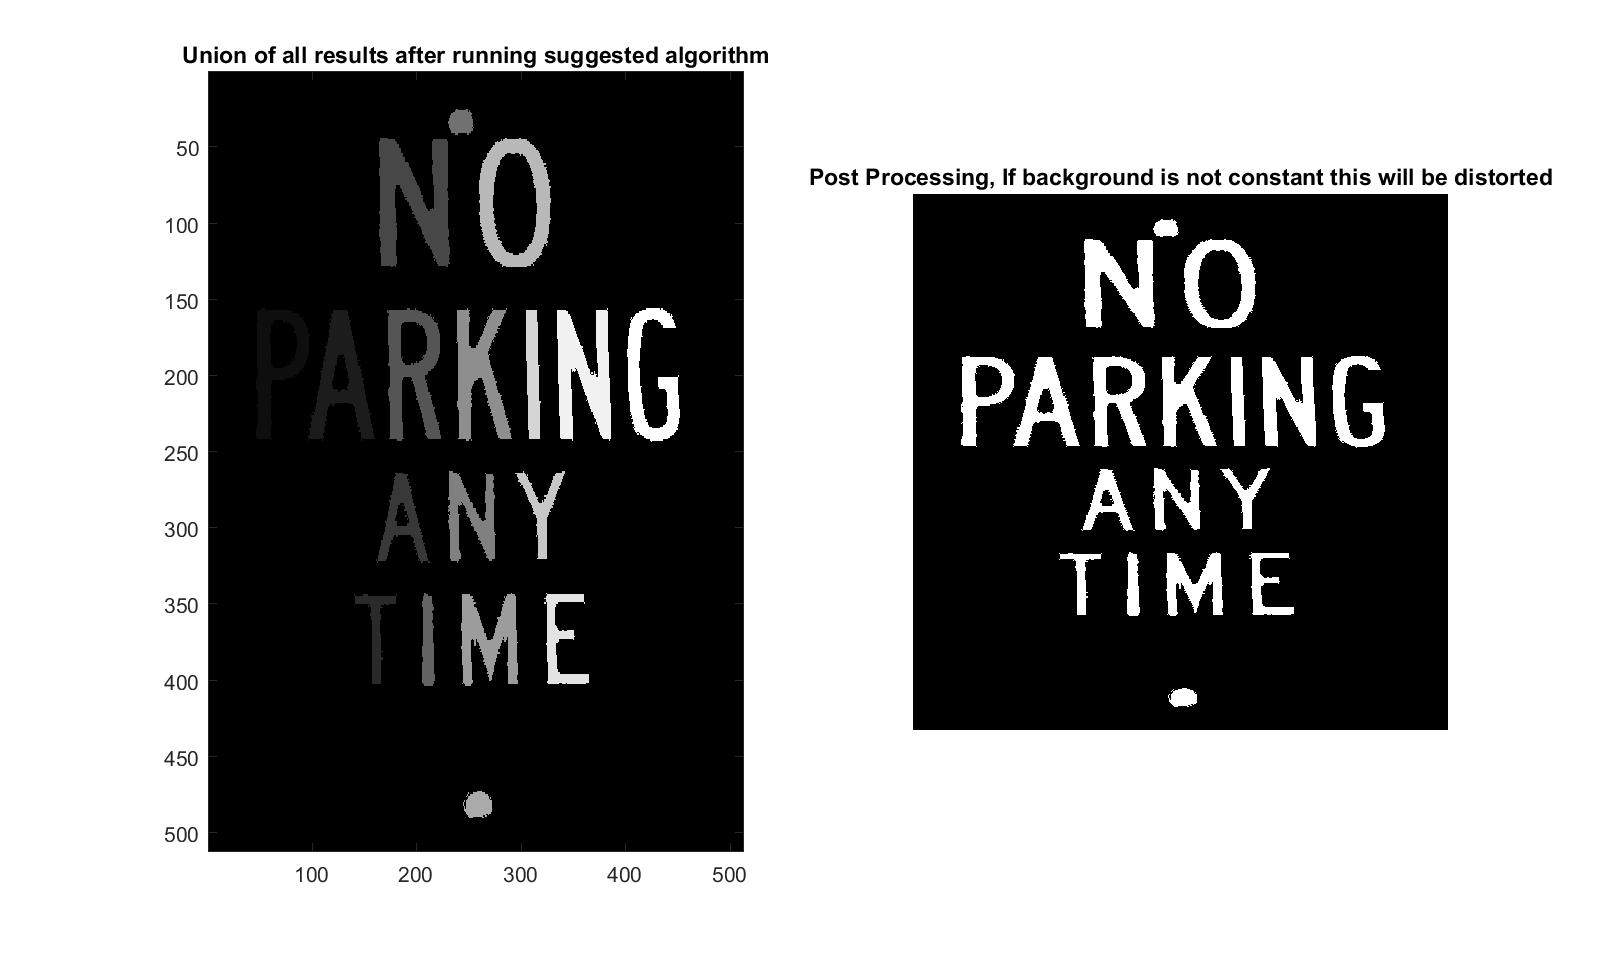 Union of all results after running suggested algorithm
50
100
150
200
250
300
350
400
450
500
100 200 300 400 500
NO
PARKING
ANY
TIME
Post Processing, If background is not constant this will be distorted
NO
PARKING
ANY
TIME